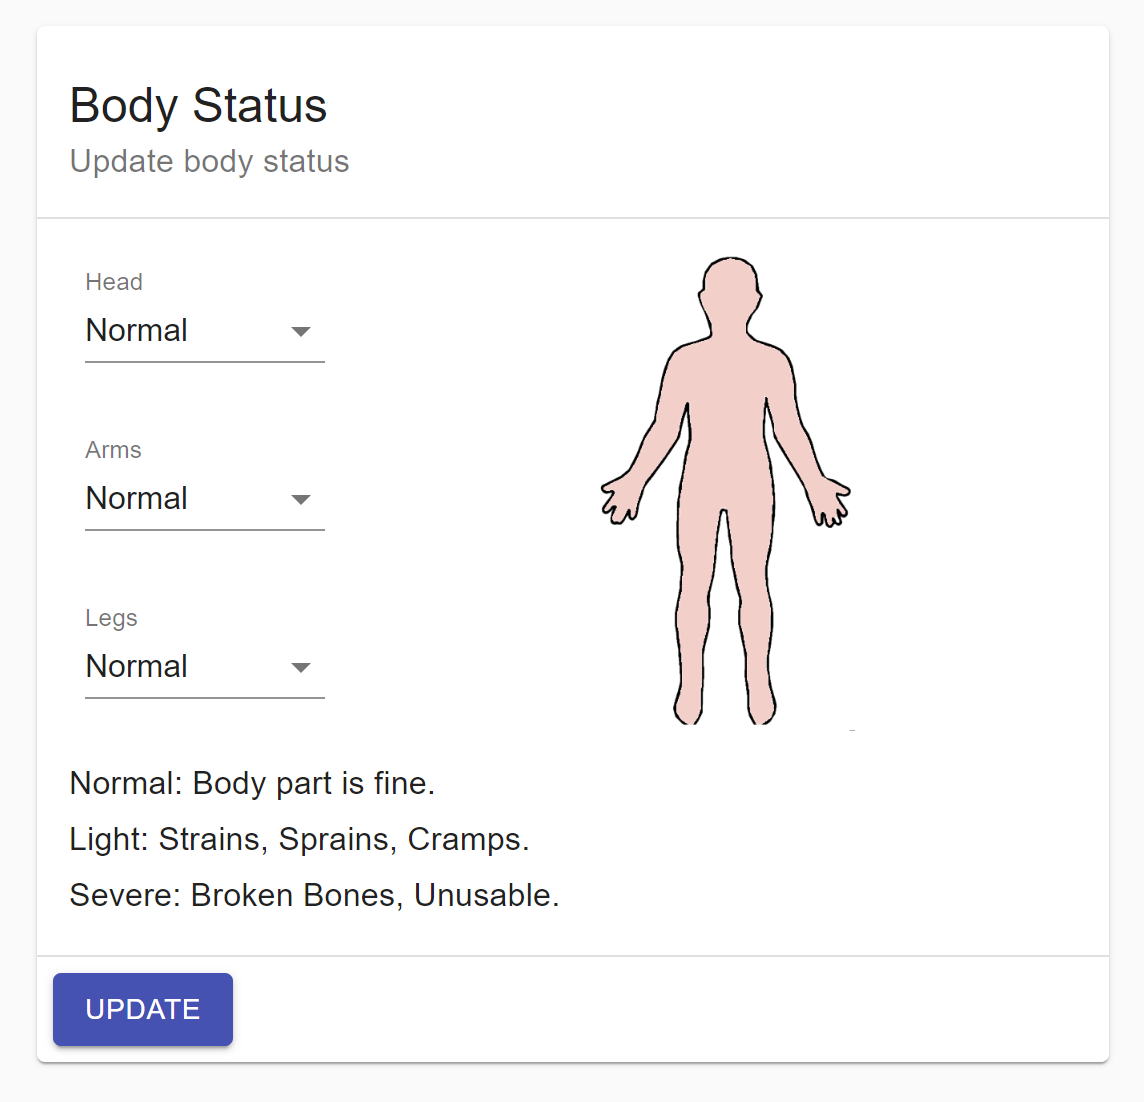 Body Status
Update body status
Head
Normal
Arms
Normal
Legs
Normal
Normal: Body part is fine.
Light: Strains, Sprains, Cramps.
Severe: Broken Bones, Unusable.
UPDATE